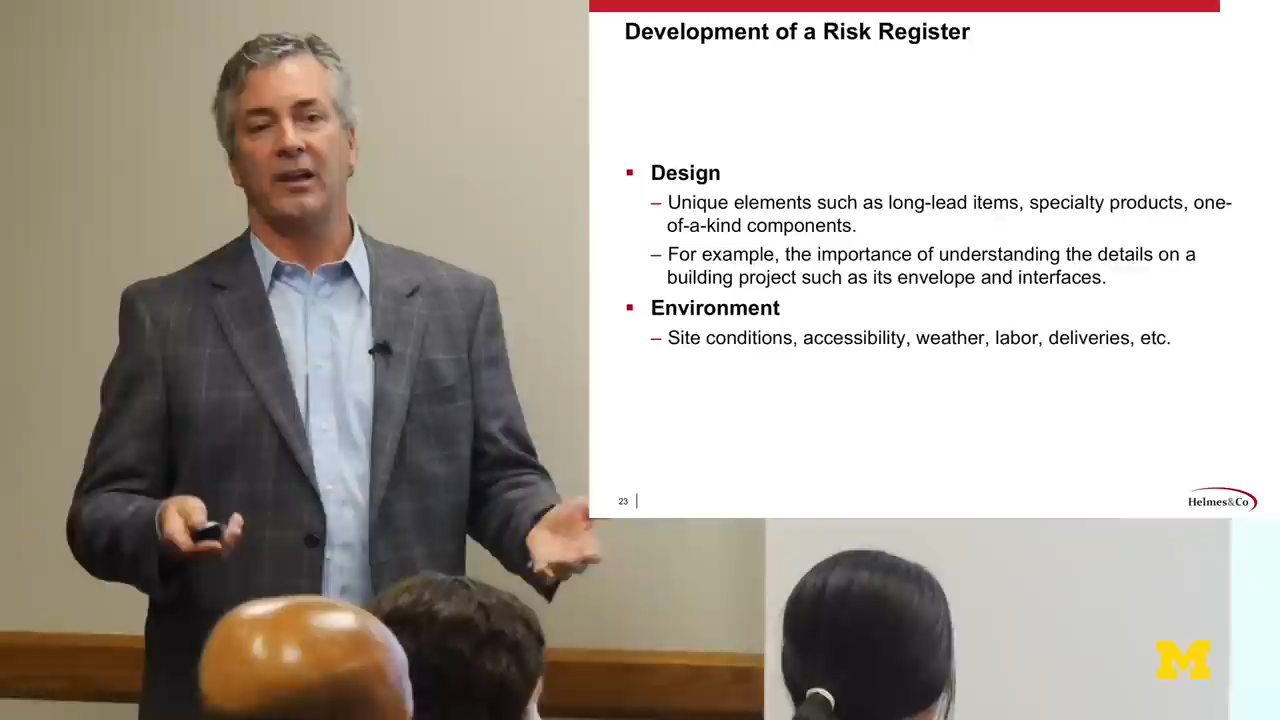 Development of a Risk Register
▪ Design
– Unique elements such as long-lead items, specialty products, one-
of-a-kind components.
– For example, the importance of understanding the details on a
building project such as its envelope and interfaces.
▪ Environment
– Site conditions, accessibility, weather, labor, deliveries, etc.
23
Helmes&Co
M